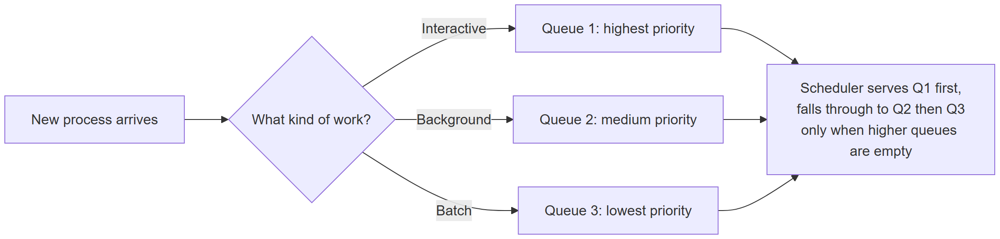 New process arrives
What kind of work?
Interactive
Background
Batch
Queue 1: highest priority
Queue 2: medium priority
Queue 3: lowest priority
Scheduler serves Q1 first,
falls through to Q2 then Q3
only when higher queues
are empty